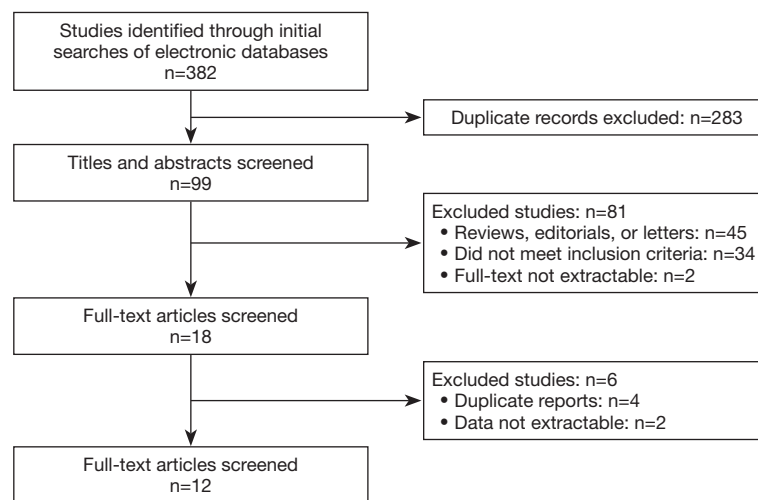 Studies identified through initial
searches of electronic databases
n=382
Duplicate records excluded: n=283
Titles and abstracts screened
n=99
Excluded studies: n=81
• Reviews, editorials, or letters: n=45
• Did not meet inclusion criteria: n=34
• Full-text not extractable: n=2
Full-text articles screened
n=18
Excluded studies: n=6
• Duplicate reports: n=4
• Data not extractable: n=2
Full-text articles screened
n=12